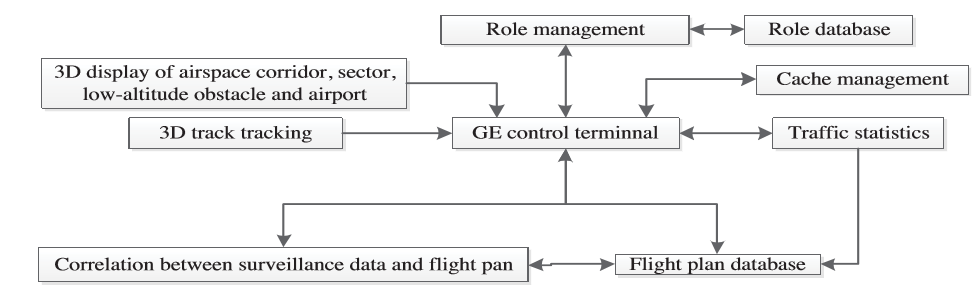 Role management
Role database
3D display of airspace corridor, sector,
low-altitude obstacle and airport
Cache management
3D track tracking
GE control terminnal
Traffic statistics
Correlation between surveillance data and flight pan
Flight plan database